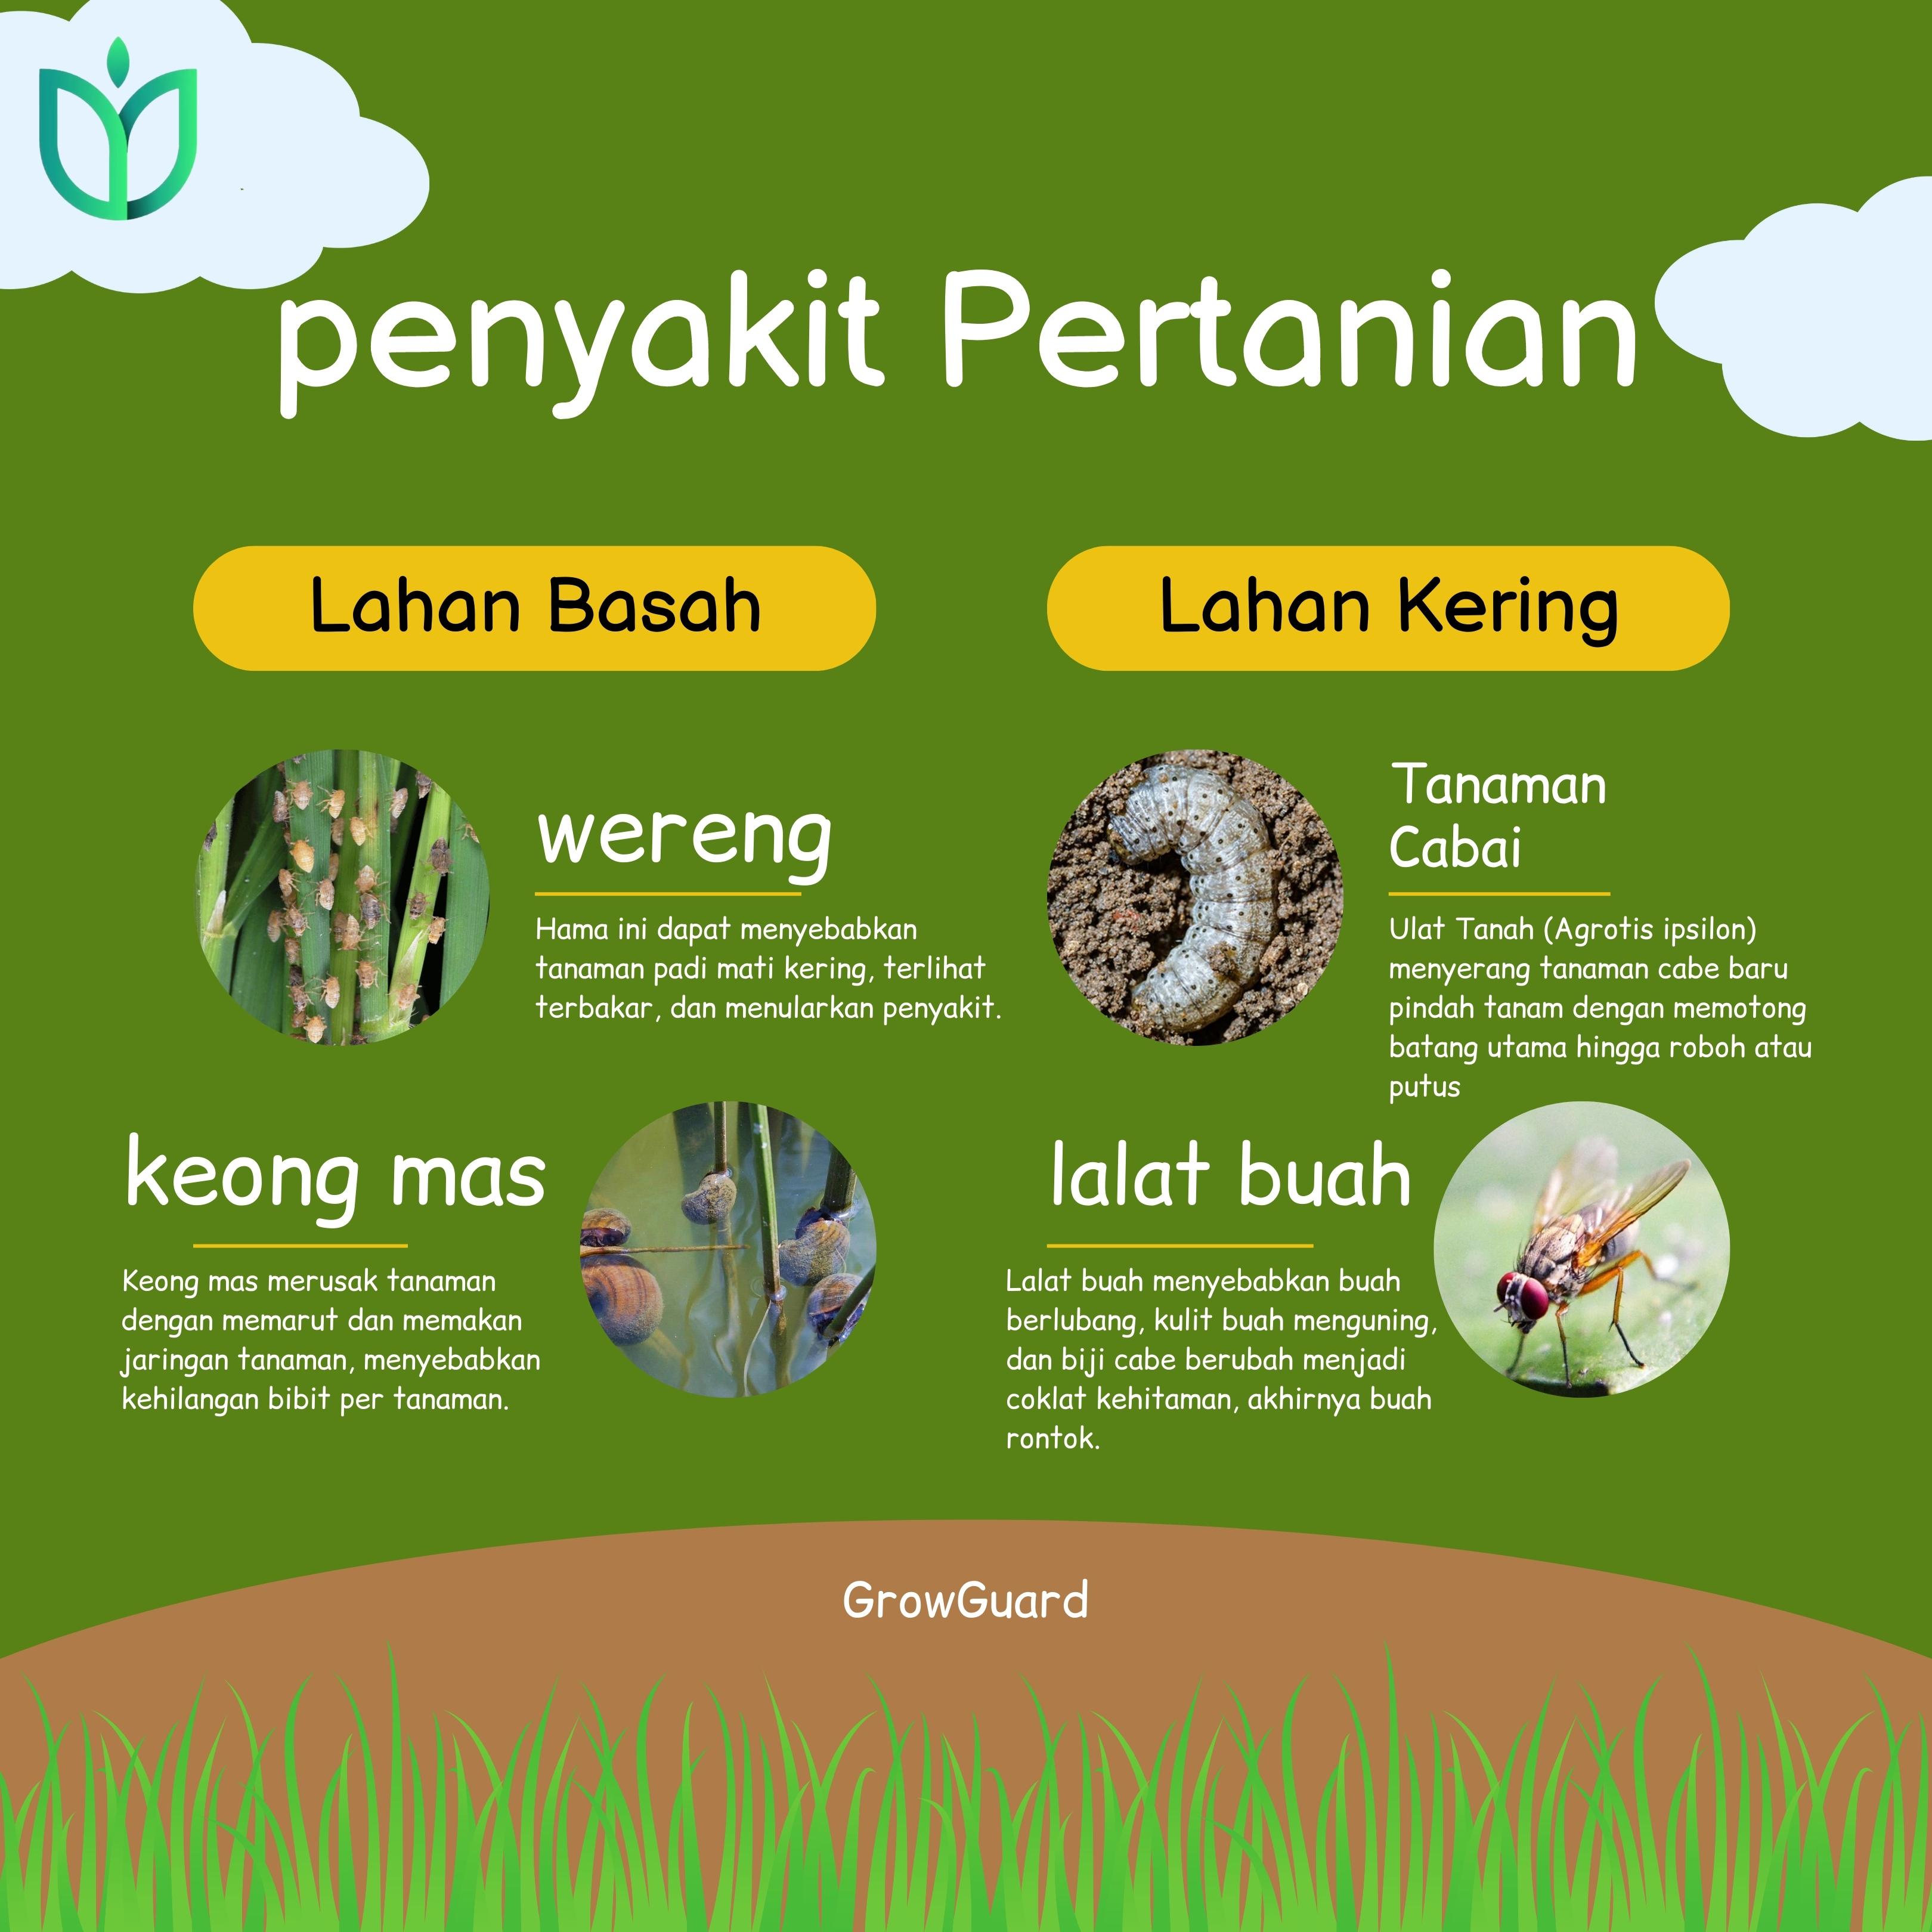 penyakit Pertanian
Lahan Basah
wereng
Hama ini dapat menyebabkan
tanaman padi mati kering, terlihat
terbakar, dan menularkan penyakit.
keong mas
Keong mas merusak tanaman
dengan memarut dan memakan
jaringan tanaman, menyebabkan
kehilangan bibit per tanaman.
Lahan Kering
Tanaman
Cabai
Ulat Tanah (Agrotis ipsilon)
menyerang tanaman cabe baru
pindah tanam dengan memotong
batang utama hingga roboh atau
putus
lalat buah
Lalat buah menyebabkan buah
berlubang, kulit buah menguning,
dan biji cabe berubah menjadi
coklat kehitaman, akhirnya buah
rontok.
GrowGuard